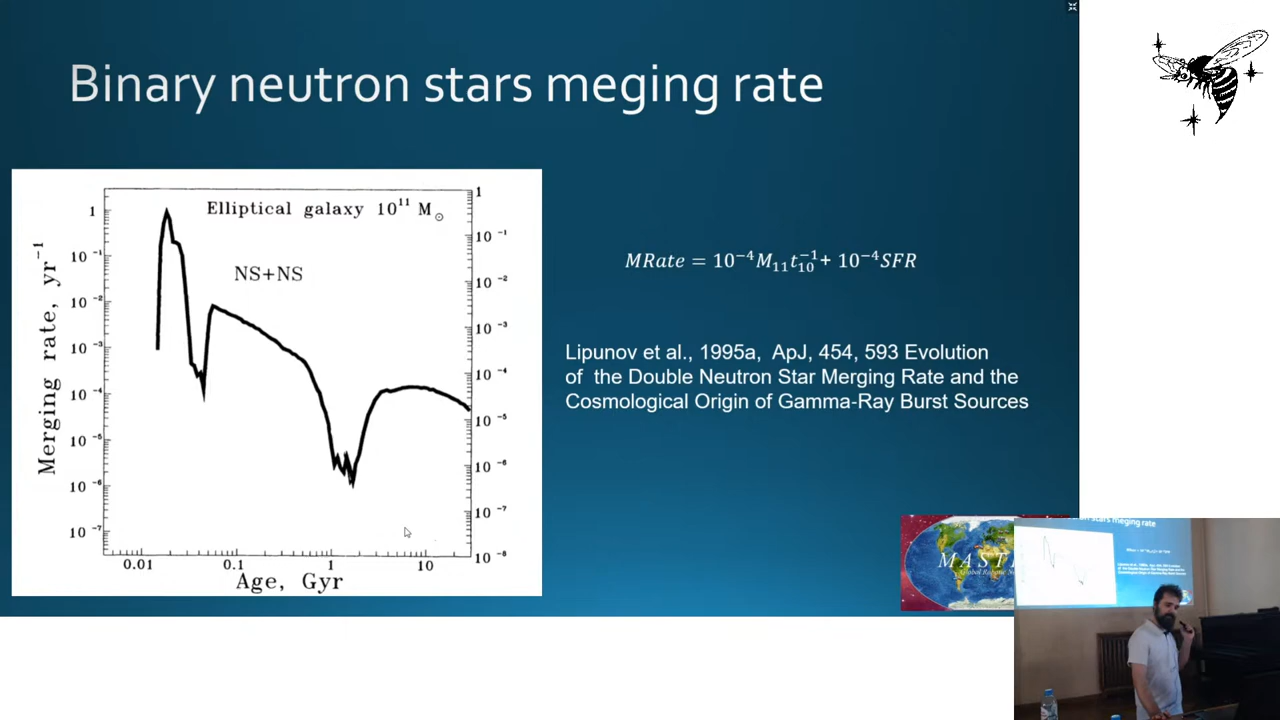 Binary neutron stars meging rate
Elliptical galaxy 10¹¹ M⊙
NS+NS
Merging rate, yr⁻¹
1
10⁻¹
10⁻²
10⁻³
10⁻⁴
10⁻⁵
10⁻⁶
10⁻⁷
1
10⁻¹
10⁻²
10⁻³
10⁻⁴
10⁻⁵
10⁻⁶
10⁻⁷
10⁻⁸
0.01 0.1 1 10
Age, Gyr
MRate = 10⁻⁴M₁₁t₁₀⁻¹+ 10⁻⁴SFR
Lipunov et al., 1995a, ApJ, 454, 593 Evolution
of the Double Neutron Star Merging Rate and the
Cosmological Origin of Gamma-Ray Burst Sources
stars meging rate